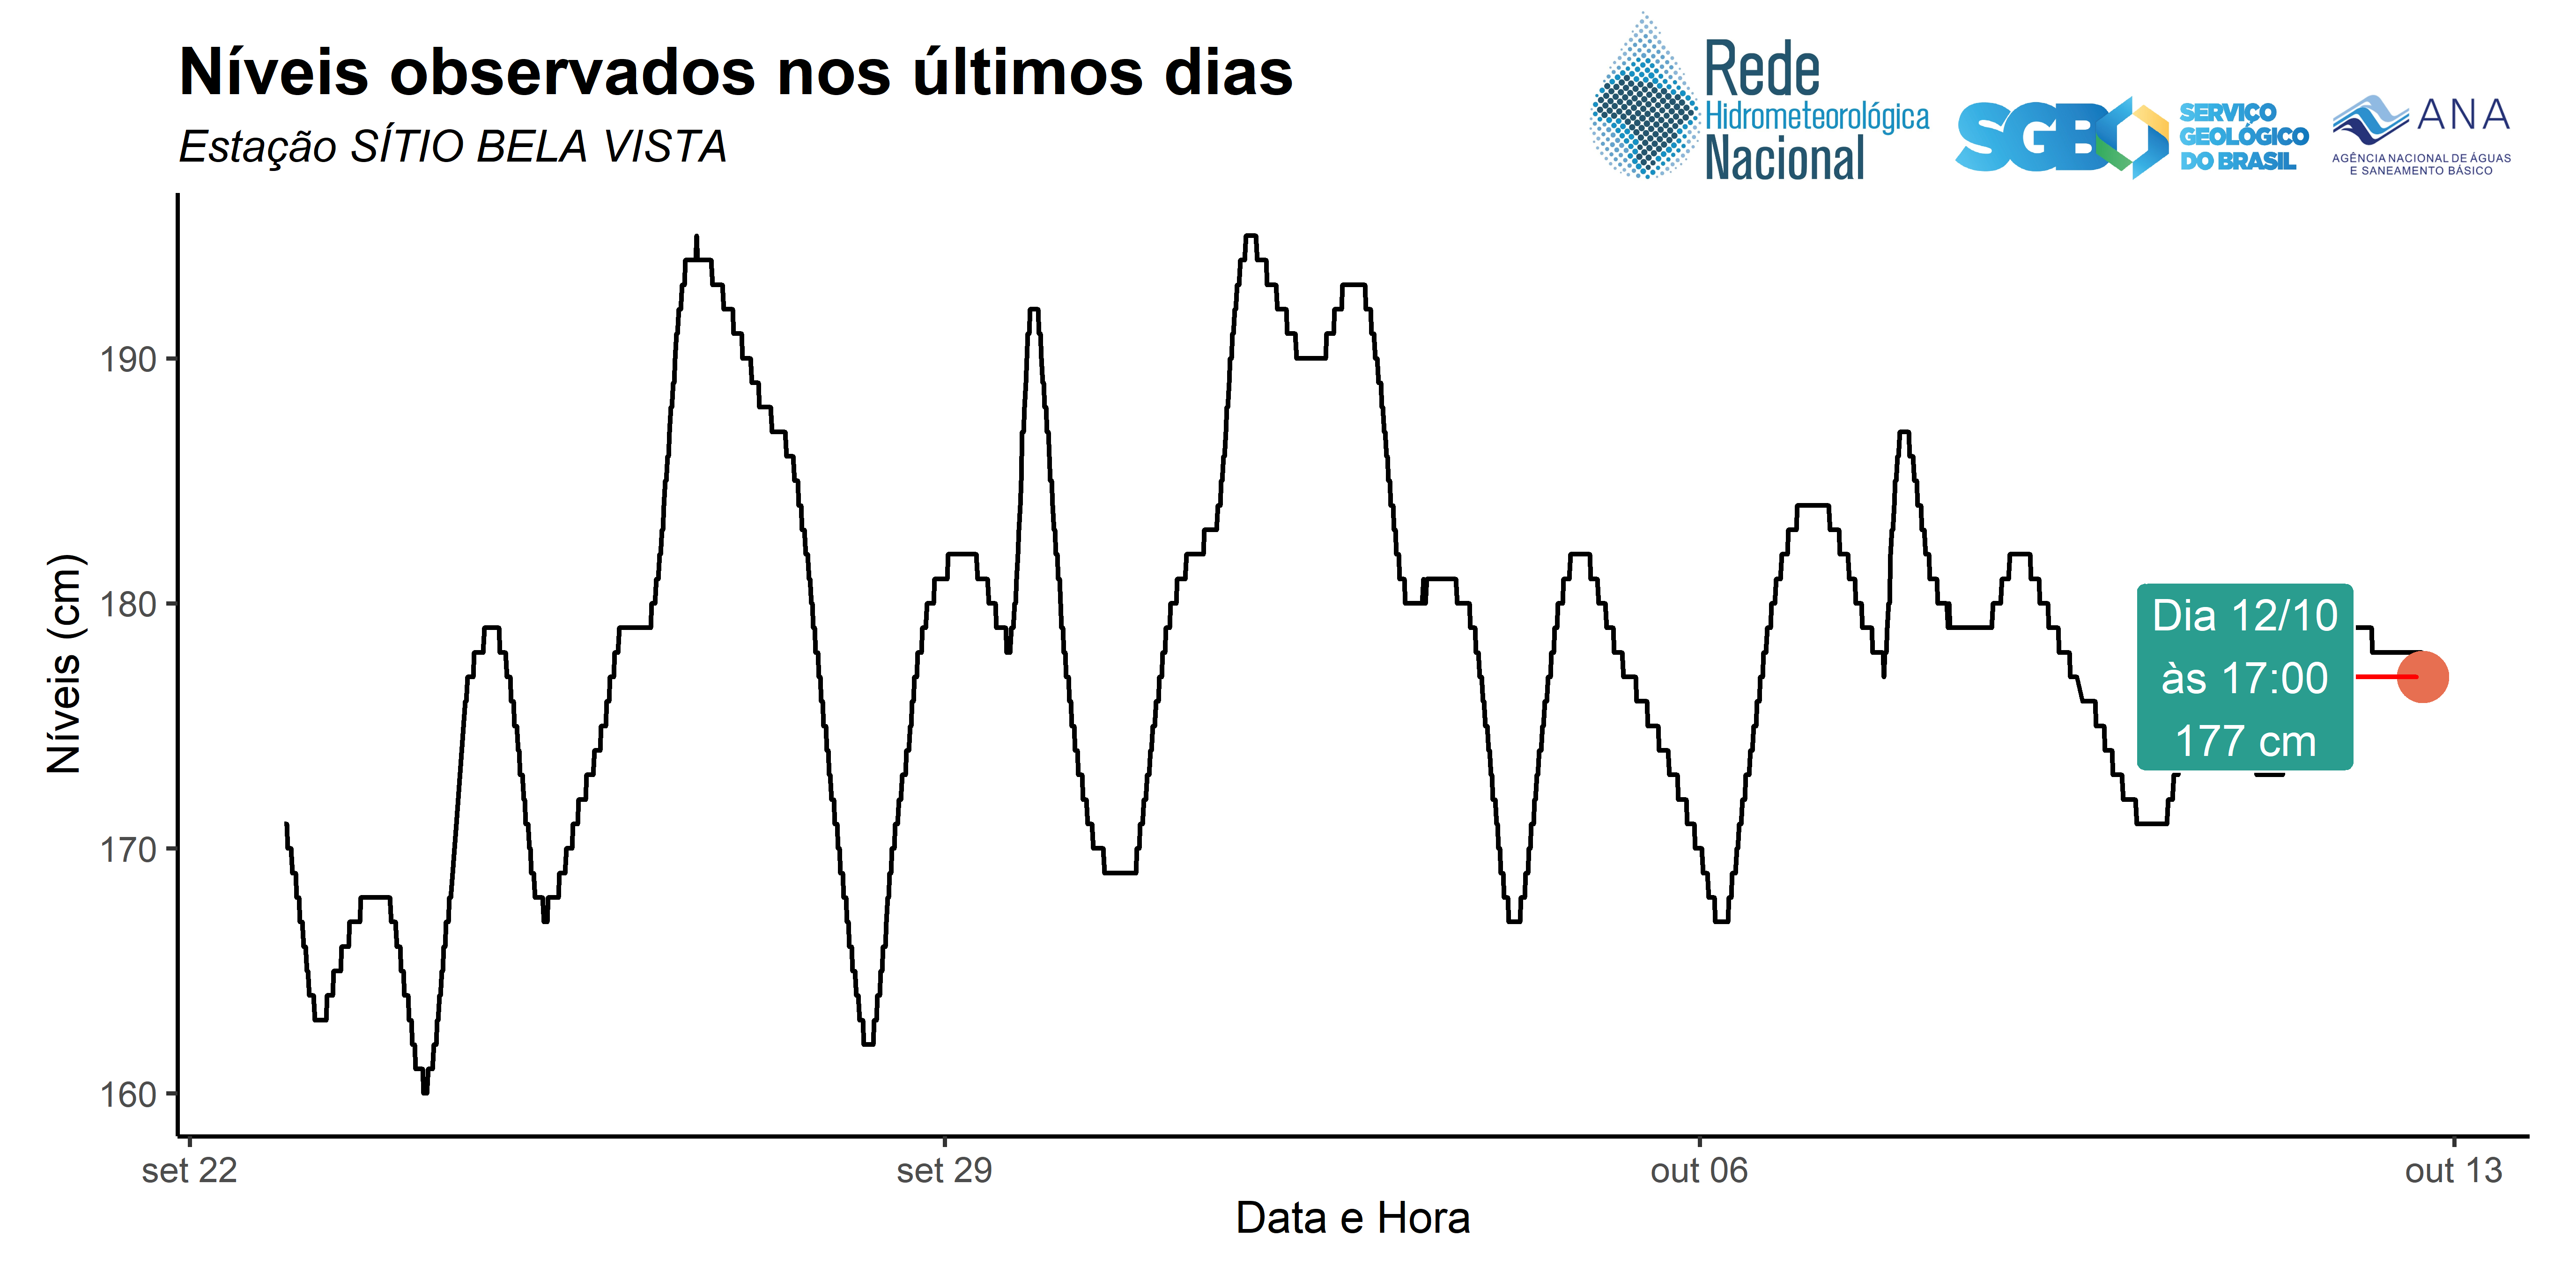 Níveis observados nos últimos dias
Estação SÍTIO BELA VISTA
Rede
Hidrometeorológica
Nacional
SGB
SERVIÇO
GEOLÓGICO
DO BRASIL
ANA
AGÊNCIA NACIONAL DE ÁGUAS
E SANEAMENTO BÁSICO
Níveis (cm)
190
180
170
160
Dia 12/10
às 17:00
177 cm
set 22
set 29
out 06
out 13
Data e Hora